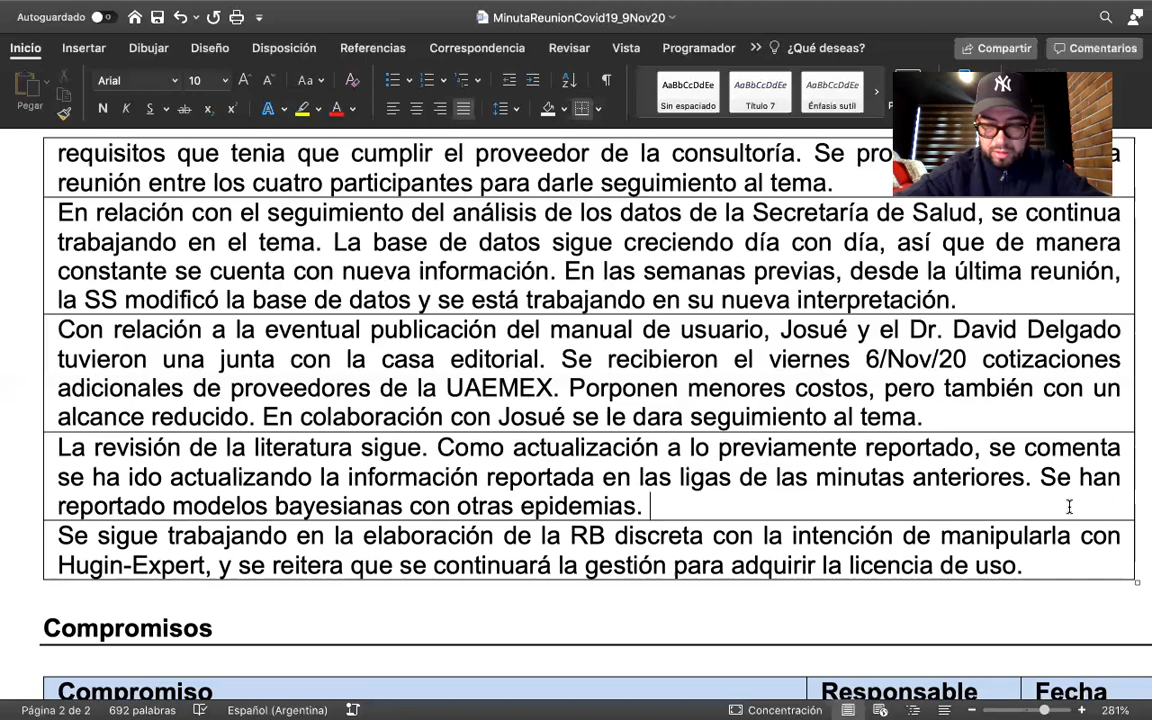 Autoguardado
MinutaReunionCovid19_9Nov20
Inicio Insertar Dibujar Diseño Disposición Referencias Correspondencia Revisar Vista Programador ¿Qué deseas? Compartir Comentarios
Pegar
Arial 10 Aa
N K S ab x x A A
AaBbCcDdEe AaBbCcDdEe AaBbCcDdEe
Sin espaciado Título 7 Énfasis sutil
NY
requisitos que tenia que cumplir el proveedor de la consultoría. Se a
reunión entre los cuatro participantes para darle seguimiento al tema.
En relación con el seguimiento del análisis de los datos de la Secretaría de Salud, se continua
trabajando en el tema. La base de datos sigue creciendo día con día, así que de manera
constante se cuenta con nueva información. En las semanas previas, desde la última reunión,
la SS modificó la base de datos y se está trabajando en su nueva interpretación.
Con relación a la eventual publicación del manual de usuario, Josué y el Dr. David Delgado
tuvieron una junta con la casa editorial. Se recibieron el viernes 6/Nov/20 cotizaciones
adicionales de proveedores de la UAEMEX. Porponen menores costos, pero también con un
alcance reducido. En colaboración con Josué se le dara seguimiento al tema.
La revisión de la literatura sigue. Como actualización a lo previamente reportado, se comenta
se ha ido actualizando la información reportada en las ligas de las minutas anteriores. Se han
reportado modelos bayesianas con otras epidemias.
Se sigue trabajando en la elaboración de la RB discreta con la intención de manipularla con
Hugin-Expert, y se reitera que se continuará la gestión para adquirir la licencia de uso.
Compromisos
Compromiso Responsable Fecha
Página 2 de 2 692 palabras Español (Argentina) Concentración 281%